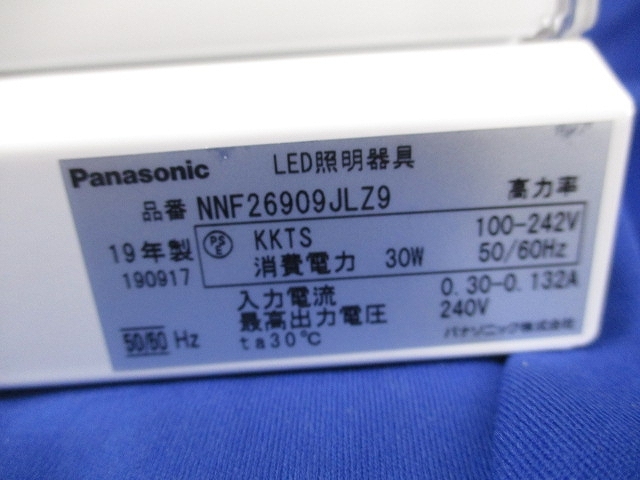 Panasonic LED照明器具
品番 NNF26909JLZ9 高力率
19年製 PSE KKTS 100-242V
190917 消費電力 30W 50/60Hz
入力電流 0.30-0.132A
最高出力電圧 240V
50/60 Hz ta30℃ パナソニック株式会社